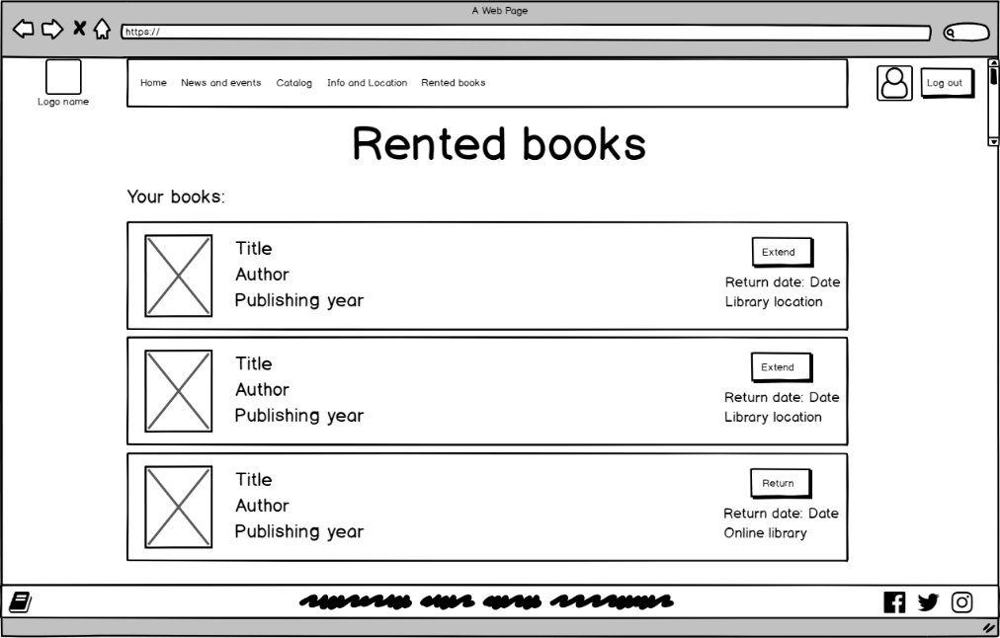 A Web Page
https://
Logo name
Home News and events Catalog Info and Location Rented books
Log out
Rented books
Your books:
Title
Author
Publishing year
Extend
Return date: Date
Library location
Title
Author
Publishing year
Extend
Return date: Date
Library location
Title
Author
Publishing year
Return
Return date: Date
Online library